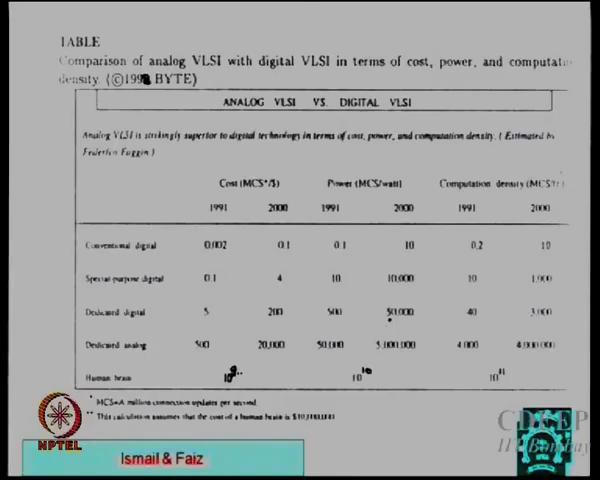 TABLE
Comparison of analog VLSI with digital VLSI in terms of cost, power, and computatio
density. (©1992 BYTE)
ANALOG VLSI VS. DIGITAL VLSI
Analog VLSI is strikingly superior to digital technology in terms of cost, power, and computation density. (Estimated by
Federico Faggin)
Cost (MCS*/$) Power (MCS/watt) Computation density (MCS/
1991 2000 1991 2000 1991 2000
Conventional digital 0.002 0.1 0.1 10 0.2 10
Special-purpose digital 0.1 4 10 10,000 10 1,000
Dedicated digital 5 200 500 50,000 40 3,000
Dedicated analog 500 20,000 50,000 5,000,000 4,000 4,000,000
Human brain 10⁹** 10¹⁰ 10¹¹
* MCS=A million connection updates per second.
** This calculation assumes that the cost of a human brain is
NPTEL
Ismail & Faiz
CDEEP
IIT Bombay